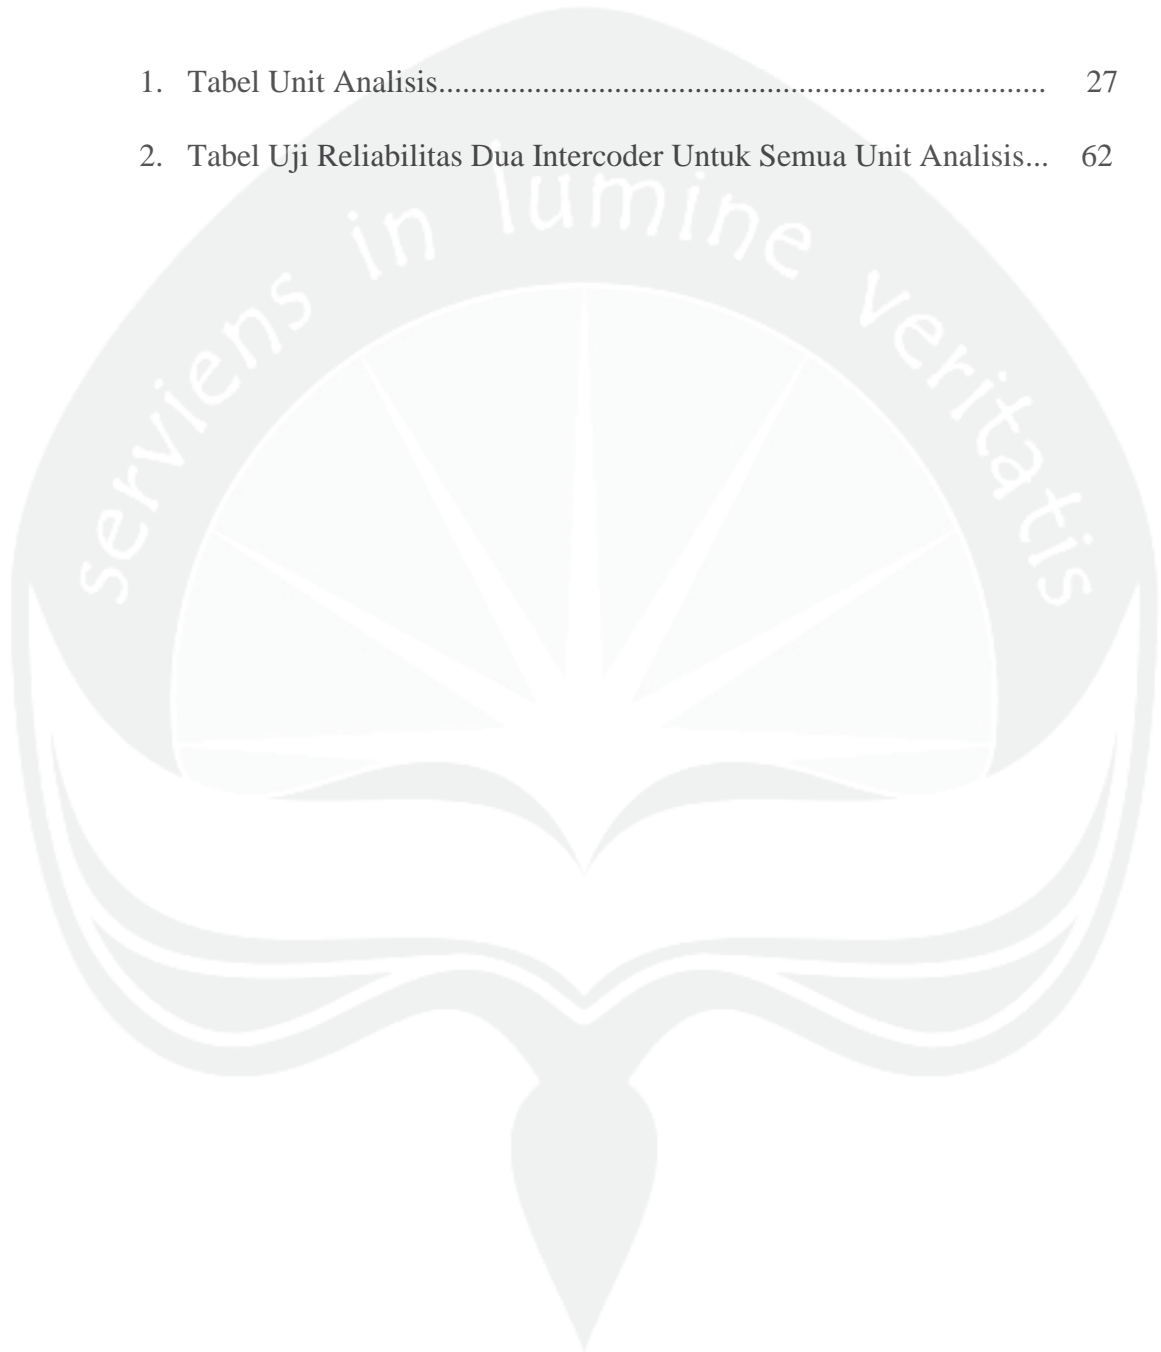 1. Tabel Unit Analisis............................................................................ 27
2. Tabel Uji Reliabilitas Dua Intercoder Untuk Semua Unit Analisis... 62
serviens in lumine veritatis